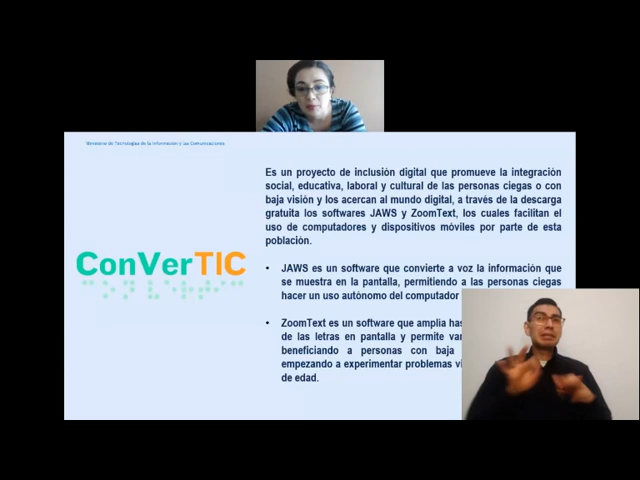 Ministerio de Tecnologías de la Información y las Comunicaciones
Es un proyecto de inclusión digital que promueve la integración
social, educativa, laboral y cultural de las personas ciegas o con
baja visión y los acercan al mundo digital, a través de la descarga
gratuita los softwares JAWS y ZoomText, los cuales facilitan el
uso de computadores y dispositivos móviles por parte de esta
población.
ConVerTIC
• JAWS es un software que convierte a voz la información que
se muestra en la pantalla, permitiendo a las personas ciegas
hacer un uso autónomo del computador
• ZoomText es un software que amplia has
de las letras en pantalla y permite
beneficiando a personas con baja
empezando a experimentar problemas
de edad.